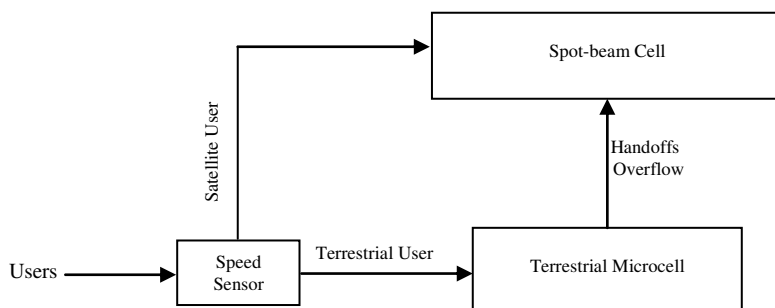 Spot-beam Cell
Satellite User
Handoffs
Overflow
Users
Speed
Sensor
Terrestrial User
Terrestrial Microcell